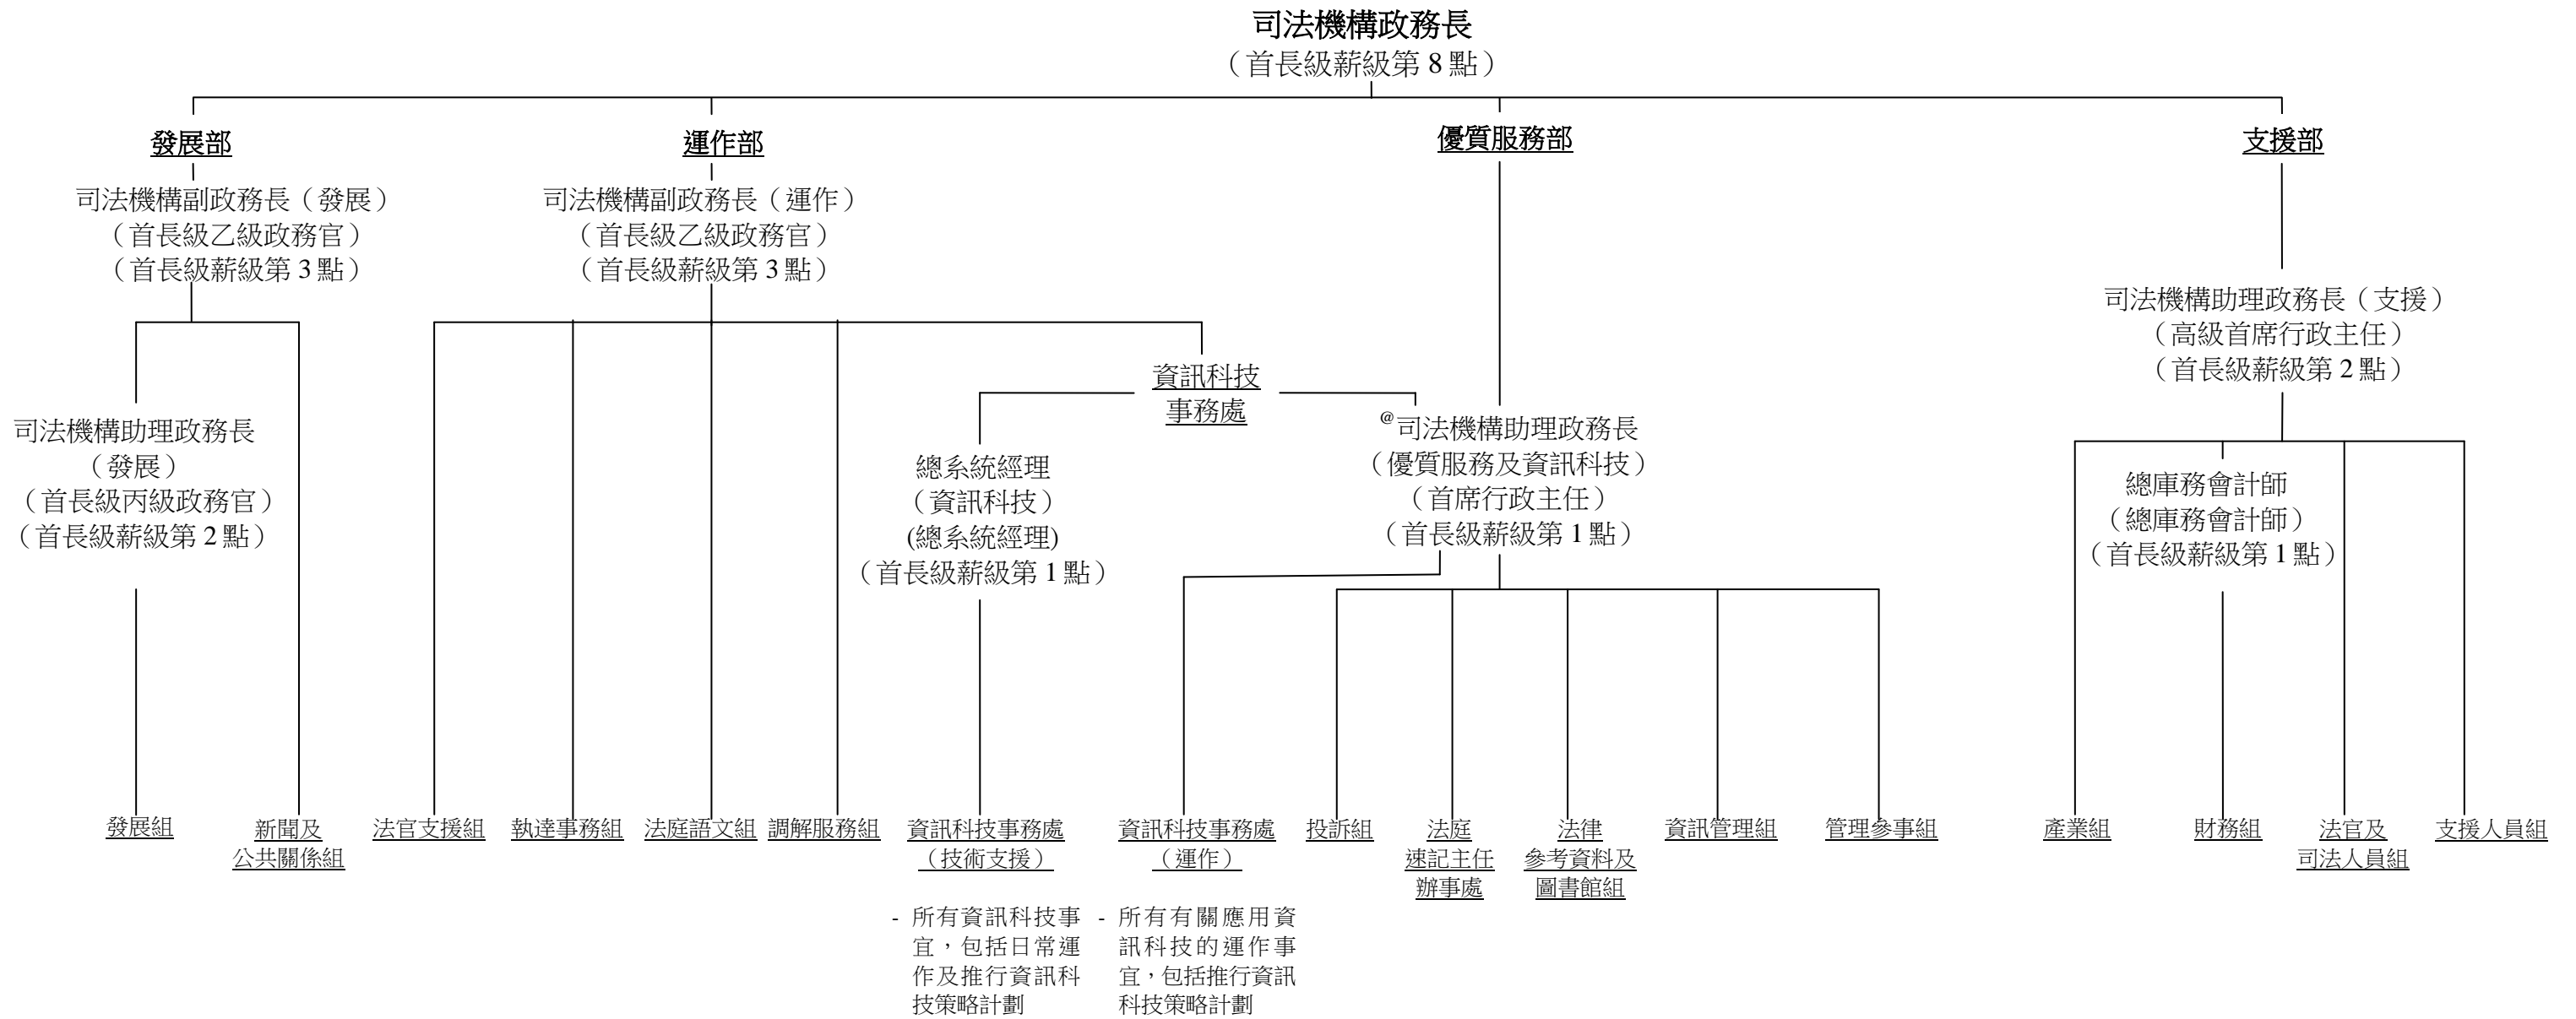 司法機構政務長
（首長級薪級第 8 點）
發展部
司法機構副政務長（發展）
（首長級乙級政務官）
（首長級薪級第 3 點）
司法機構助理政務長
（發展）
（首長級丙級政務官）
（首長級薪級第 2 點）
發展組
新聞及
公共關係組
運作部
司法機構副政務長（運作）
（首長級乙級政務官）
（首長級薪級第 3 點）
法官支援組
執達事務組
法庭語文組
調解服務組
資訊科技
事務處
總系統經理
（資訊科技）
(總系統經理)
（首長級薪級第 1 點）
資訊科技事務處
（技術支援）
- 所有資訊科技事
宜，包括日常運
作及推行資訊科
技策略計劃
優質服務部
@司法機構助理政務長
（優質服務及資訊科技）
（首席行政主任）
（首長級薪級第 1 點）
資訊科技事務處
（運作）
- 所有有關應用資
訊科技的運作事
宜，包括推行資訊
科技策略計劃
投訴組
法庭
速記主任
辦事處
法律
參考資料及
圖書館組
資訊管理組
管理參事組
支援部
司法機構助理政務長（支援）
（高級首席行政主任）
（首長級薪級第 2 點）
總庫務會計師
（總庫務會計師）
（首長級薪級第 1 點）
產業組
財務組
法官及
司法人員組
支援人員組